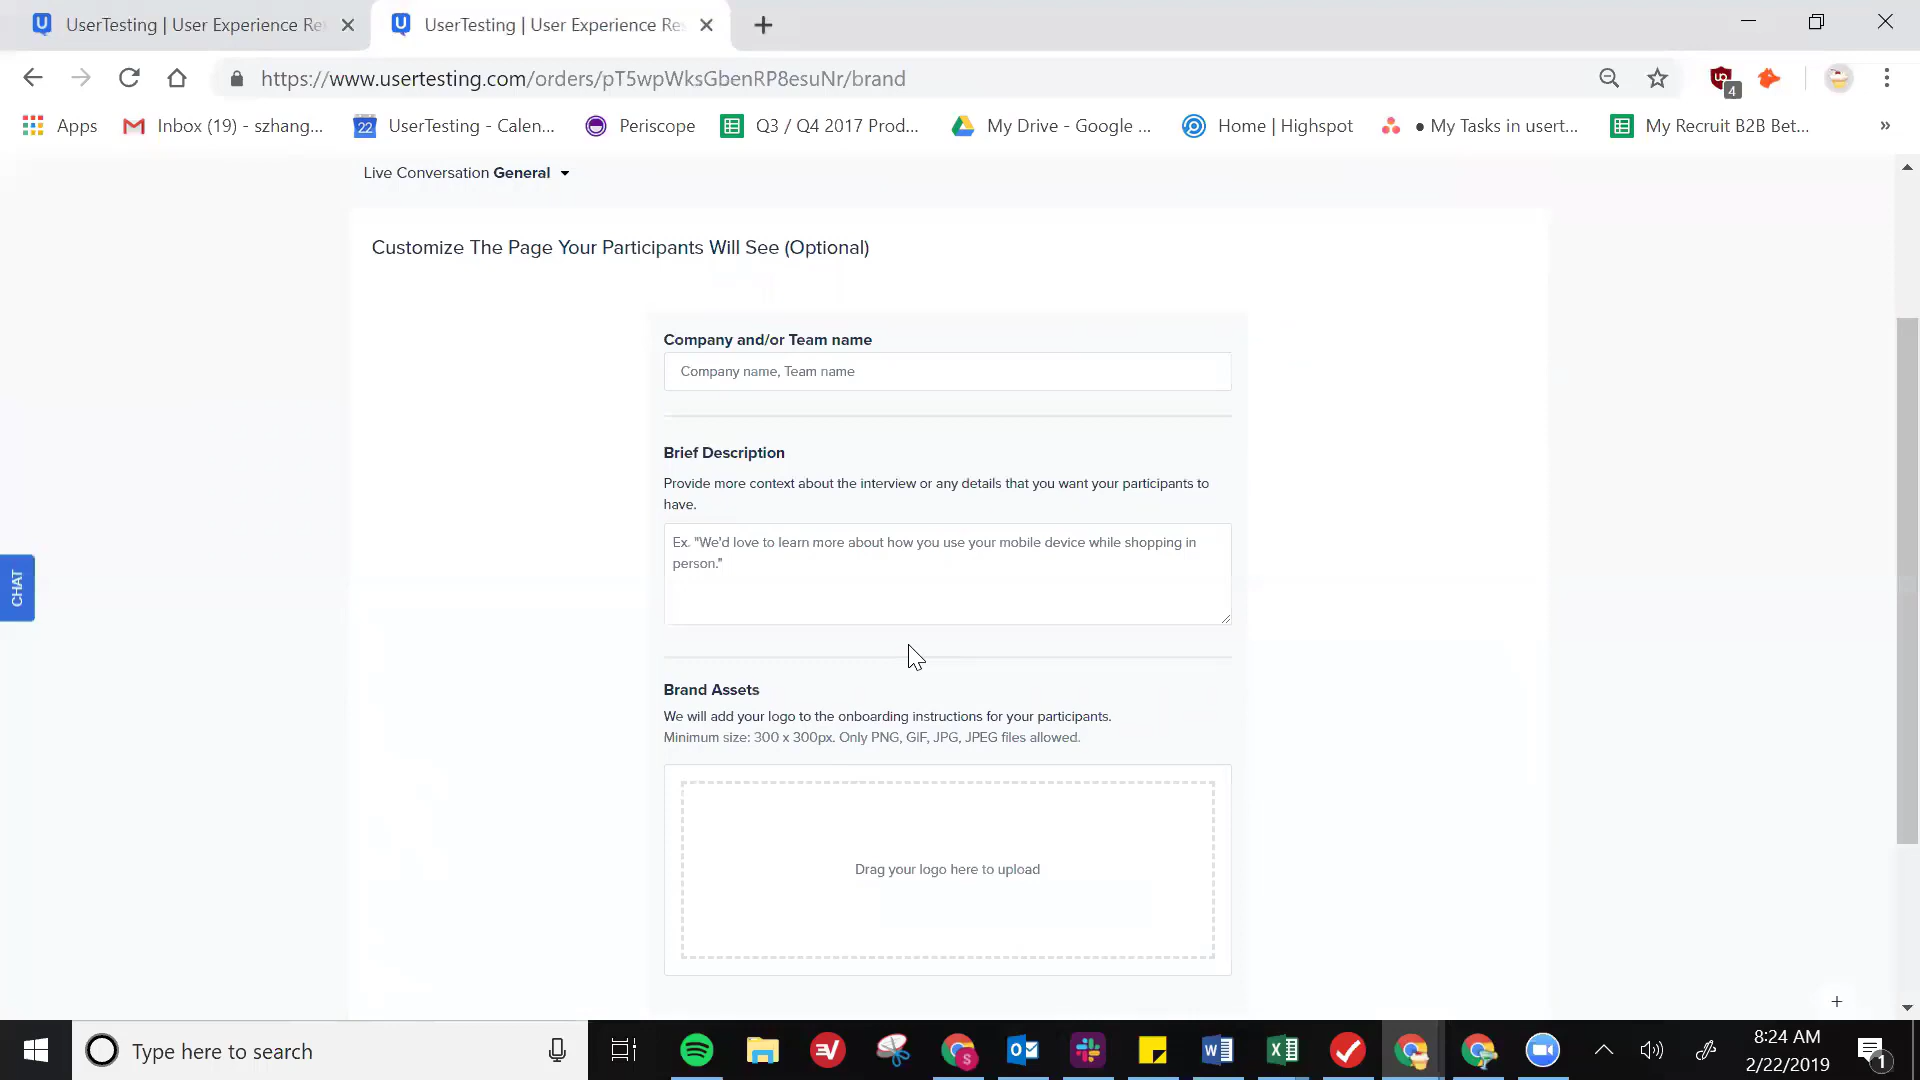 UserTesting | User Experience Re
UserTesting | User Experience Res
https://www.usertesting.com/orders/pT5wpWksGbenRP8esuNr/brand
4
Apps
Inbox (19) - szhang...
22
UserTesting - Calen...
Periscope
Q3 / Q4 2017 Prod...
My Drive - Google ...
Home | Highspot
● My Tasks in usert...
My Recruit B2B Bet...
»
Live Conversation General
Customize The Page Your Participants Will See (Optional)
Company and/or Team name
Company name, Team name
Brief Description
Provide more context about the interview or any details that you want your participants to
have.
Ex. "We'd love to learn more about how you use your mobile device while shopping in
person."
CHAT
Brand Assets
We will add your logo to the onboarding instructions for your participants.
Minimum size: 300 x 300px. Only PNG, GIF, JPG, JPEG files allowed.
Drag your logo here to upload
Type here to search
8:24 AM
2/22/2019
1